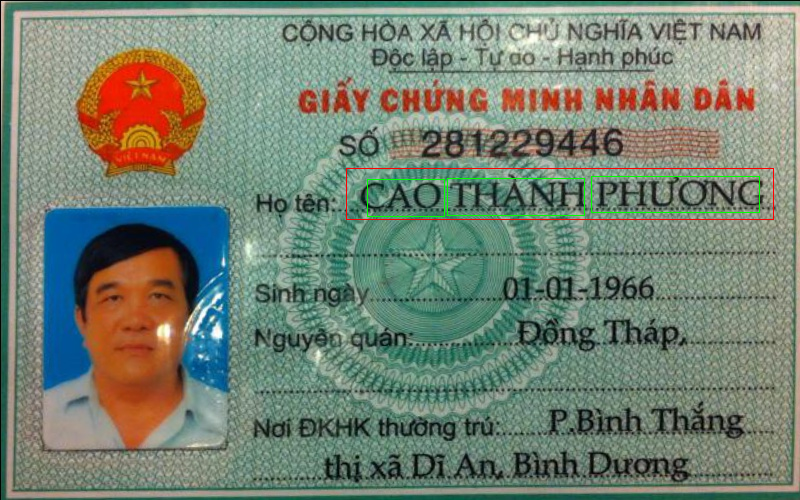 CỘNG HÒA XÃ HỘI CHỦ NGHĨA VIỆT NAM
Độc lập - Tự do - Hạnh phúc
GIẤY CHỨNG MINH NHÂN DÂN
SỐ 281229446
Họ tên: CAO THÀNH PHƯƠNG
Sinh ngày 01-01-1966
Nguyên quán: Đồng Tháp,
Nơi ĐKHK thường trú: P.Bình Thắng
thị xã Dĩ An, Bình Dương
VIỆT NAM